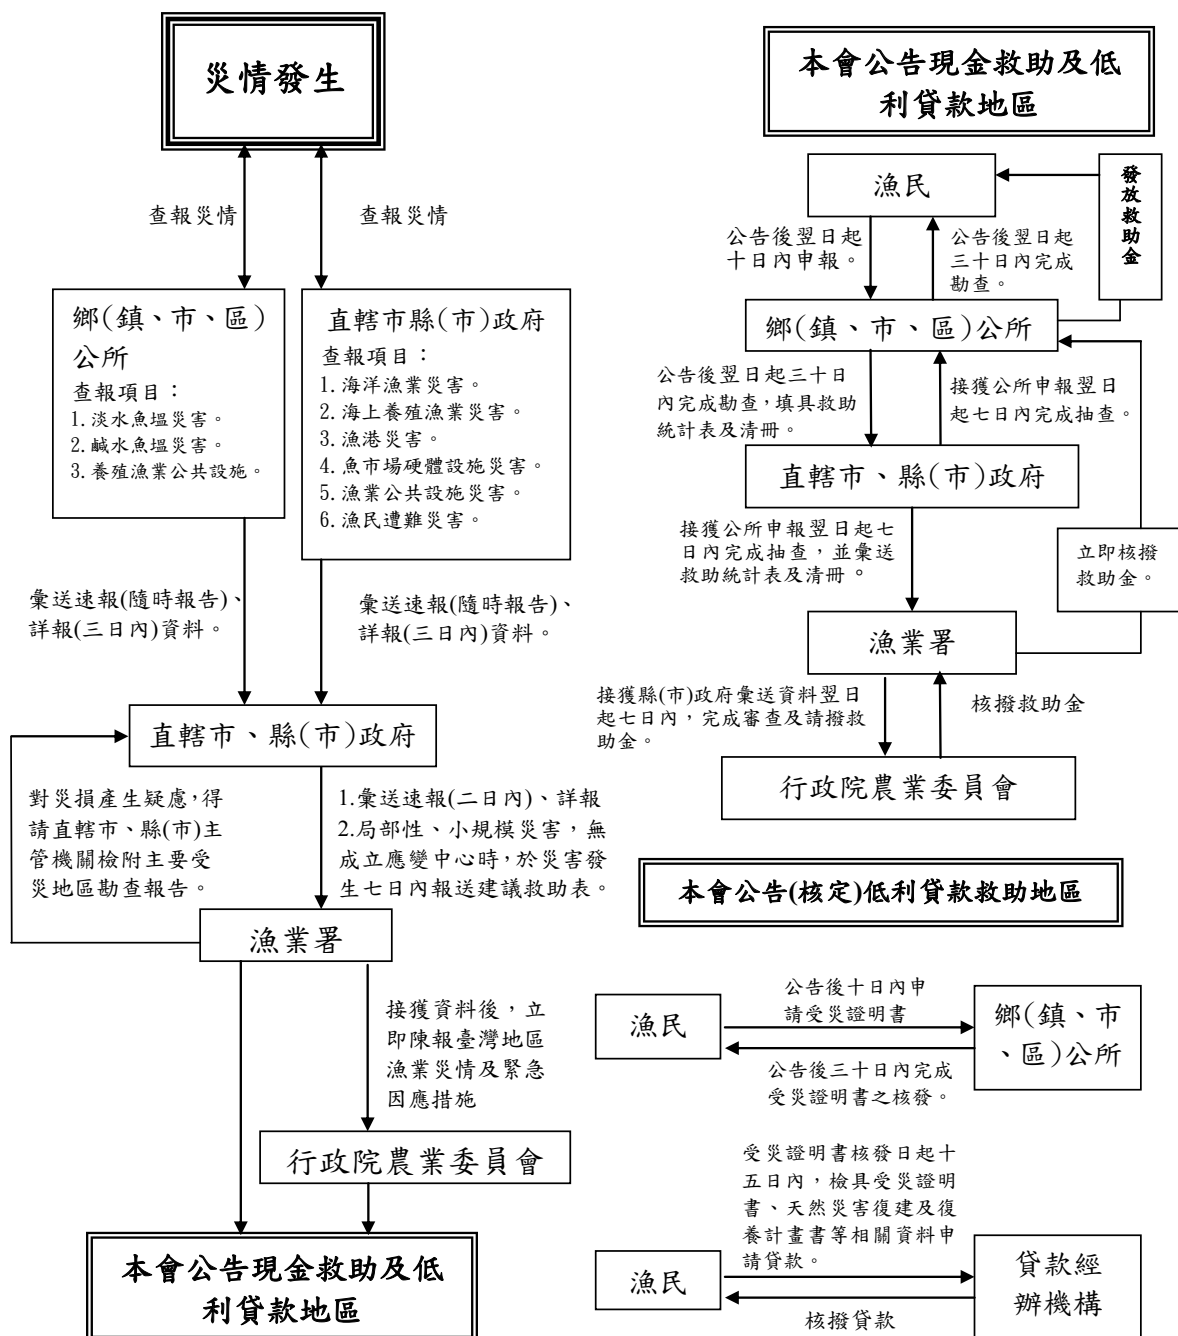 災情發生
查報災情
查報災情
鄉(鎮、市、區)
公所
查報項目：
1.淡水魚塭災害。
2.鹹水魚塭災害。
3.養殖漁業公共設施。
直轄市縣(市)政府
查報項目：
1.海洋漁業災害。
2.海上養殖漁業災害。
3.漁港災害。
4.魚市場硬體設施災害。
5.漁業公共設施災害。
6.漁民遭難災害。
彙送速報(隨時報告)、
詳報(三日內)資料。
彙送速報(隨時報告)、
詳報(三日內)資料。
直轄市、縣(市)政府
對災損產生疑慮，得
請直轄市、縣(市)主
管機關檢附主要受
災地區勘查報告。
1.彙送速報(二日內)、詳報
2.局部性、小規模災害，無
成立應變中心時，於災害發
生七日內報送建議救助表。
漁業署
接獲資料後，立
即陳報臺灣地區
漁業災情及緊急
因應措施
行政院農業委員會
本會公告現金救助及低
利貸款地區
本會公告現金救助及低
利貸款地區
漁民
發放救助金
公告後翌日起
十日內申報。
公告後翌日起
三十日內完成
勘查。
鄉(鎮、市、區)公所
公告後翌日起三十日
內完成勘查，填具救助
統計表及清冊。
接獲公所申報翌日
起七日內完成抽查。
直轄市、縣(市)政府
接獲公所申報翌日起七
日內完成抽查，並彙送
救助統計表及清冊。
立即核撥
救助金。
漁業署
接獲縣(市)政府彙送資料翌日
起七日內，完成審查及請撥救
助金。
核撥救助金
行政院農業委員會
本會公告(核定)低利貸款救助地區
漁民
公告後十日內申
請受災證明書
公告後三十日內完成
受災證明書之核發。
鄉(鎮、市
、區)公所
受災證明書核發日起十
五日內，檢具受災證明
書、天然災害復建及復
養計畫書等相關資料申
請貸款。
漁民
核撥貸款
貸款經
辦機構